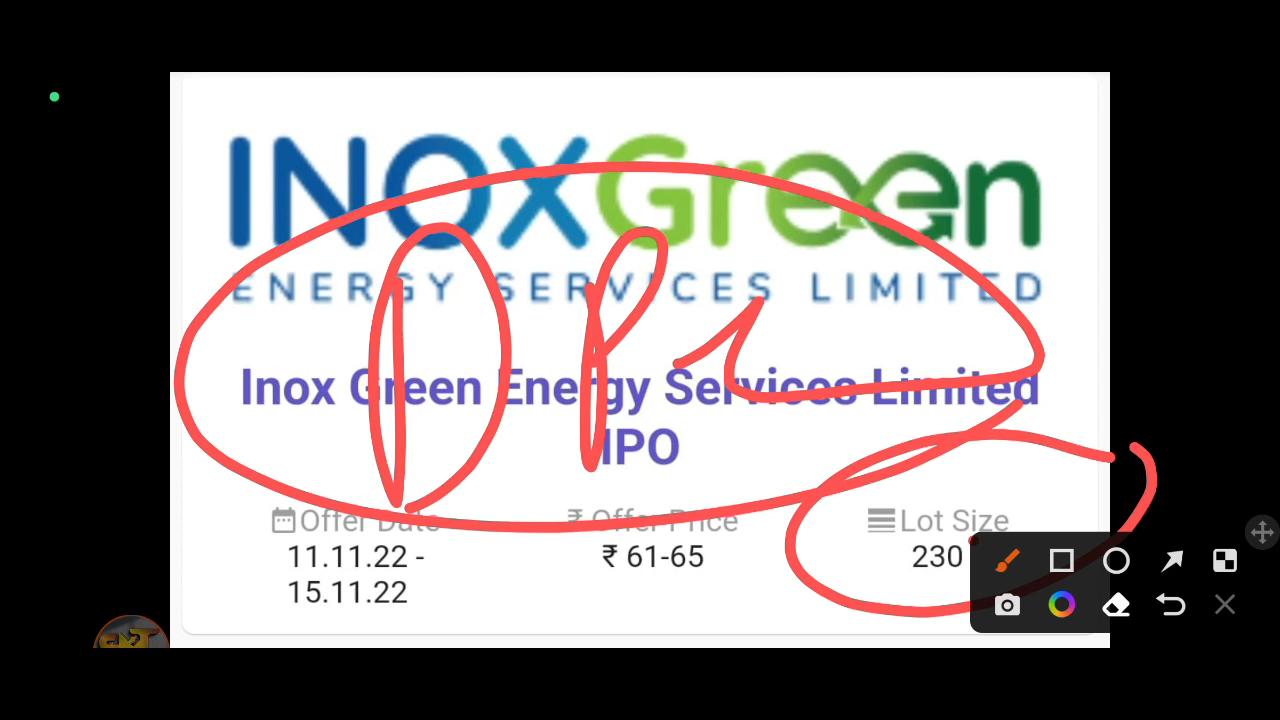 INOXGreen
ENERGY SERVICES LIMITED
Inox Green Energy Services Limited
IPO
Offer Date
₹ Offer Price
Lot Size
11.11.22 -
15.11.22
₹ 61-65
230